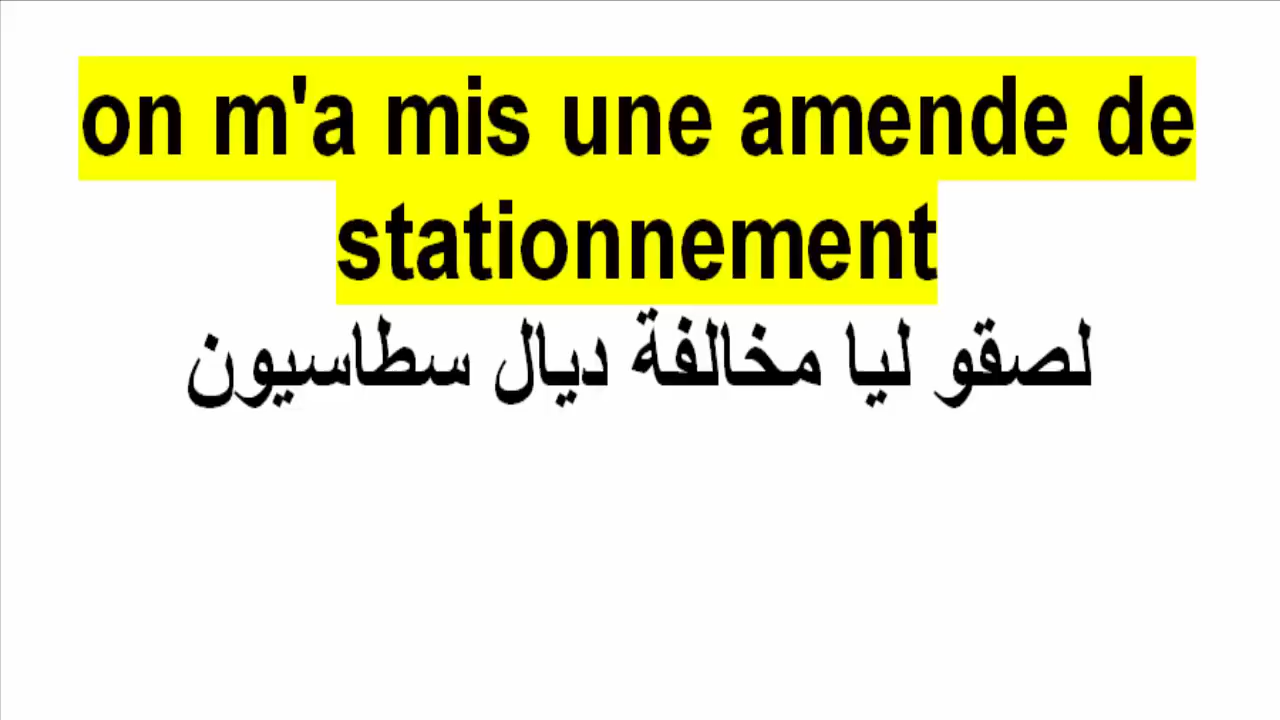 on m'a mis une amende de
stationnement
لصقو ليا مخالفة ديال سطاسيون